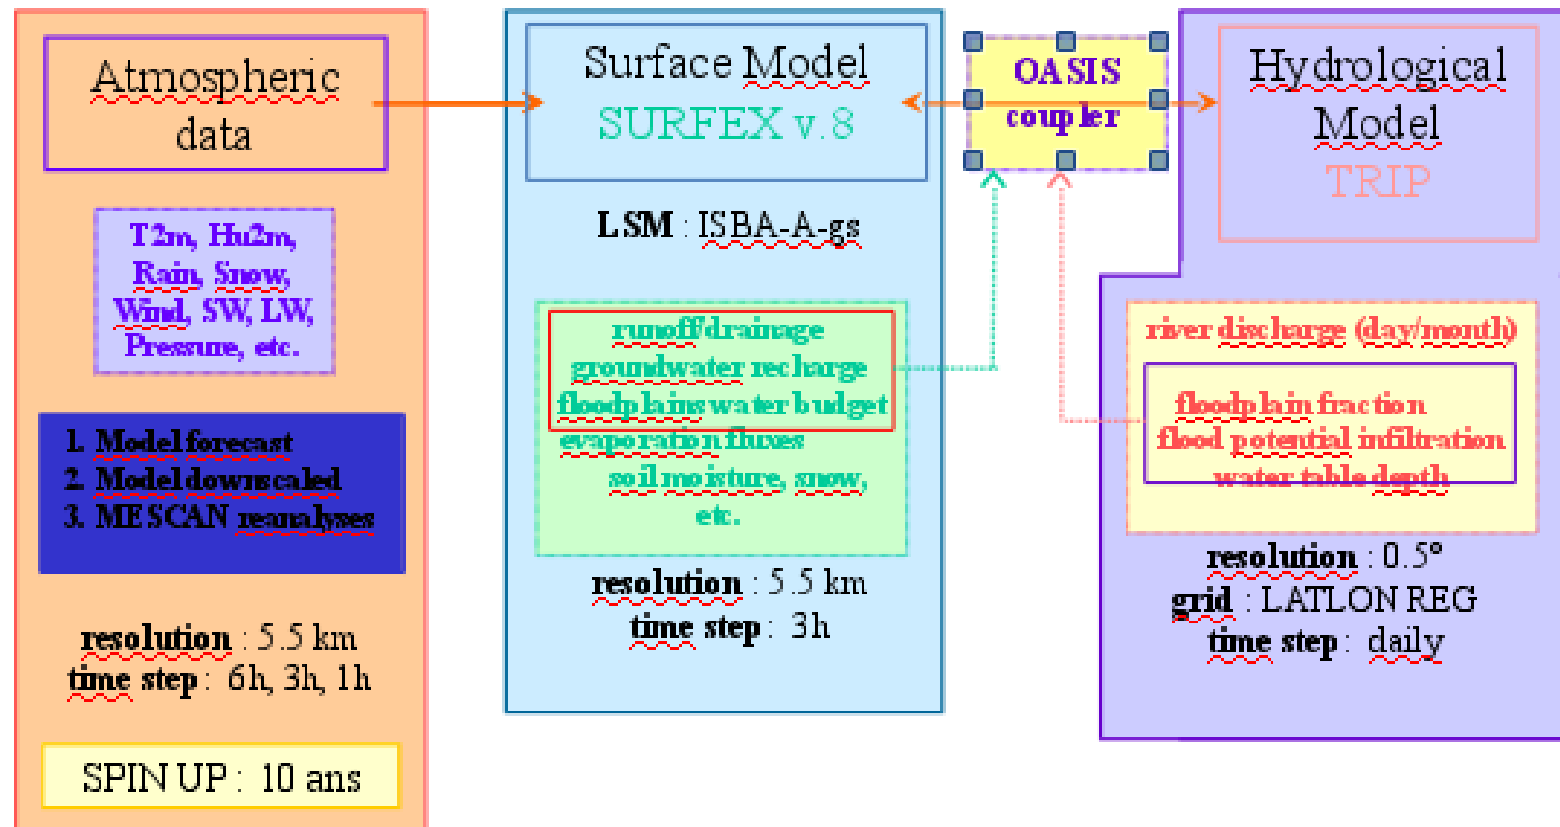 Atmospheric
data
T2m, Hu2m,
Rain, Snow,
Wind, SW, LW,
Pressure, etc.
1. Model forecast
2. Model downscaled
3. MESCAN reanalyses
resolution : 5.5 km
time step : 6h, 3h, 1h
SPIN UP : 10 ans
Surface Model
SURFEX v.8
LSM : ISBA-A-gs
runoff/drainage
groundwater recharge
floodplains water budget
evaporation fluxes
soil moisture, snow,
etc.
resolution : 5.5 km
time step : 3h
OASIS
coupler
Hydrological
Model
TRIP
river discharge (day/month)
floodplain fraction
flood potential infiltration
water table depth
resolution : 0.5°
grid : LATLON REG
time step : daily